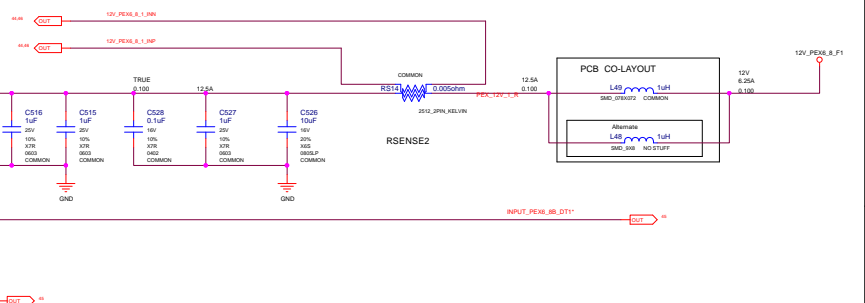 12V_PEX6_8_1_INN
OUT
12V_PEX6_8_1_INP
OUT
12V_PEX6_8_F1
PCB CO-LAYOUT
COMMON
TRUE
0.100
12.5A
RS14
0.005ohm
PEX_12V_1_R
12.5A
0.100
L49
1uH
SMD_078X072
COMMON
12V
6.25A
0.100
2512_2PIN_KELVIN
RSENSE2
Alternate
L48
1uH
SMD_8X8
NO STUFF
C516
1uF
25V
10%
X7R
0603
COMMON
C515
1uF
25V
10%
X7R
0603
COMMON
C528
0.1uF
16V
10%
X7R
0402
COMMON
C527
1uF
25V
10%
X7R
0603
COMMON
C526
10uF
16V
20%
X6S
0805LP
COMMON
GND
GND
INPUT_PEX6_8B_DT1*
OUT
OUT